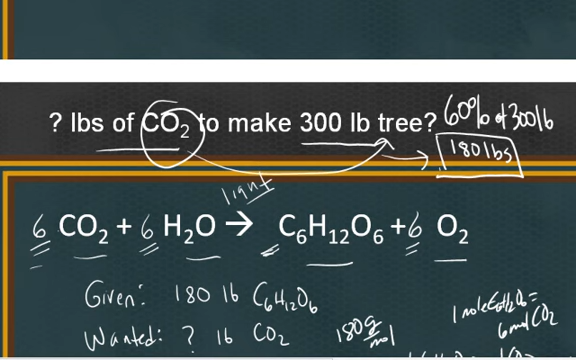 ? lbs of CO₂ to make 300 lb tree? 60% of 300 lb
180 lbs
light
6 CO₂ + 6 H₂O → C₆H₁₂O₆ + 6 O₂
Given: 180 lb C₆H₁₂O₆
1 mole C₆H₁₂O₆ =
6 mol CO₂
Wanted: ? lb CO₂
180 g/mol